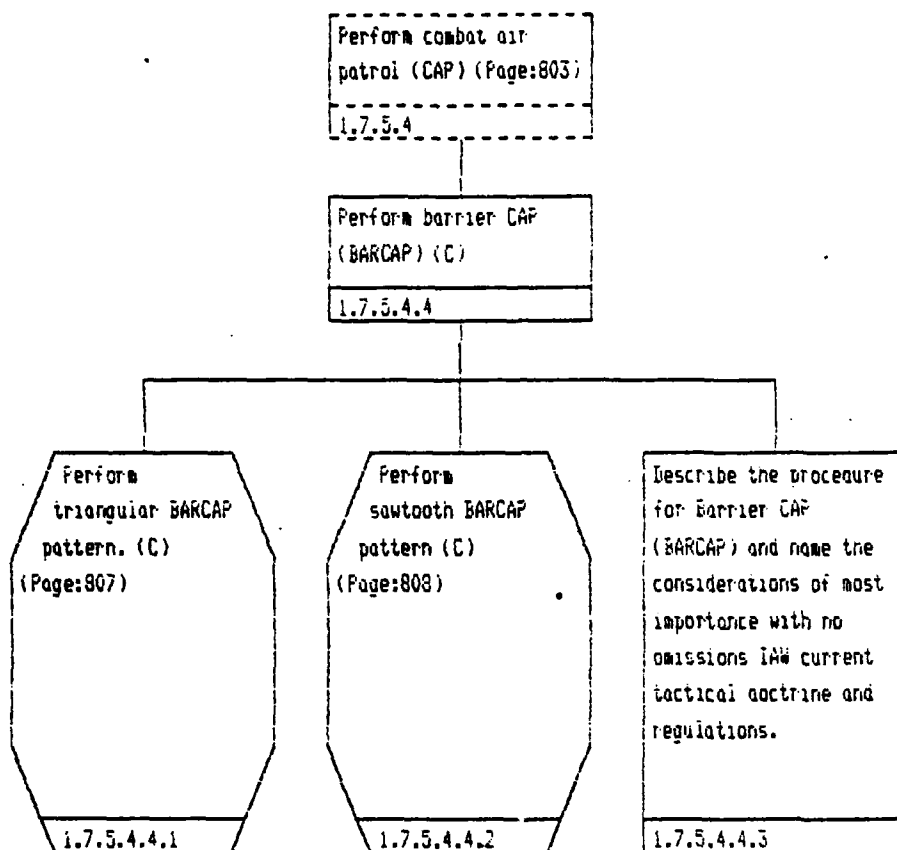 Perform combat air
patrol (CAP) (Page:803)
1.7.5.4
Perform barrier CAP
(BARCAP) (C)
1.7.5.4.4
Perform
triangular BARCAP
pattern. (C)
(Page:807)
1.7.5.4.4.1
Perform
sawtooth BARCAP
pattern (C)
(Page:808)
1.7.5.4.4.2
Describe the procedure
for Barrier CAP
(BARCAP) and name the
considerations of most
importance with no
omissions IAW current
tactical doctrine and
regulations.
1.7.5.4.4.3